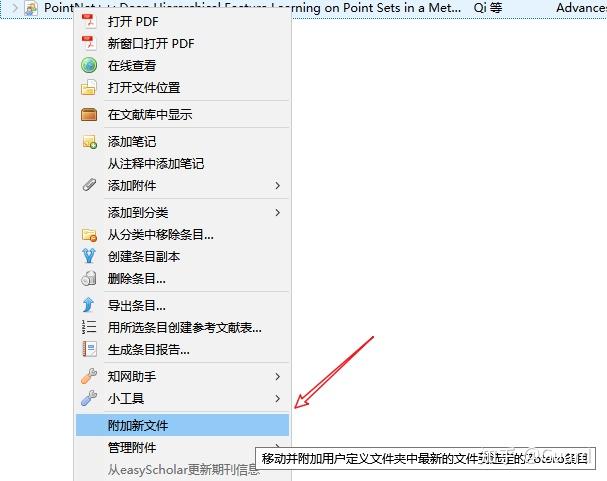 PointNet++: Deep Hierarchical Feature Learning on Point Sets in a Met... Qi 等 Advances
打开 PDF
新窗口打开 PDF
在线查看
打开文件位置
在文献库中显示
添加笔记
从注释中添加笔记
添加附件
添加到分类
从分类中移除条目...
创建条目副本
删除条目...
导出条目...
用所选条目创建参考文献表...
生成条目报告...
知网助手
小工具
附加新文件
管理附件
移动并附加用户定义文件夹中最新的文件到选定的Zotero条目
从easyScholar更新期刊信息